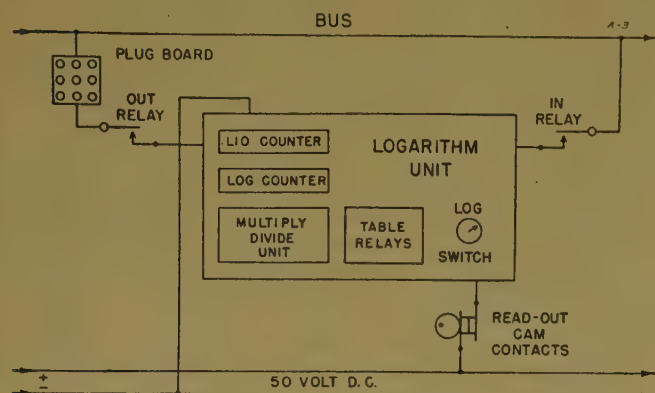 BUS
A-3
PLUG BOARD
OUT
RELAY
IN
RELAY
LIO COUNTER
LOG COUNTER
MULTIPLY
DIVIDE
UNIT
TABLE
RELAYS
LOGARITHM
UNIT
LOG
SWITCH
READ-OUT
CAM
CONTACTS
±
50 VOLT D.C.